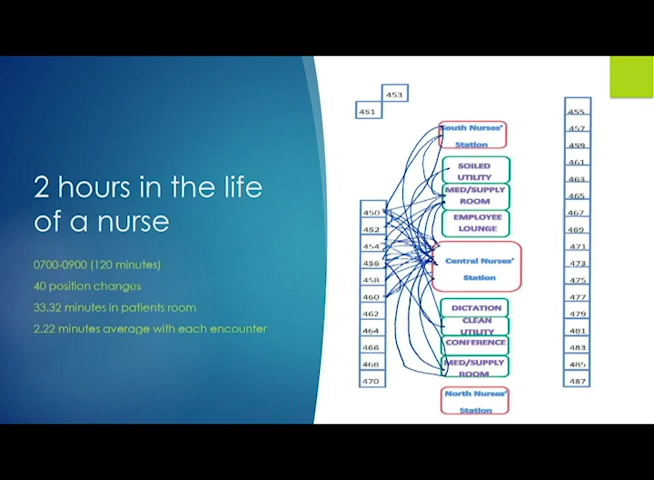 2 hours in the life
of a nurse
0700-0900 (120 minutes)
40 position changes
33.32 minutes in patients room
2.22 minutes average with each encounter
453
451
450
452
454
456
458
460
462
464
466
468
470
South Nurses'
Station
SOILED
UTILITY
MED/SUPPLY
ROOM
EMPLOYEE
LOUNGE
Central Nurses'
Station
DICTATION
CLEAN
UTILITY
CONFERENCE
MED/SUPPLY
ROOM
North Nurses'
Station
455
457
459
461
463
465
467
469
471
473
475
477
479
481
483
485
487